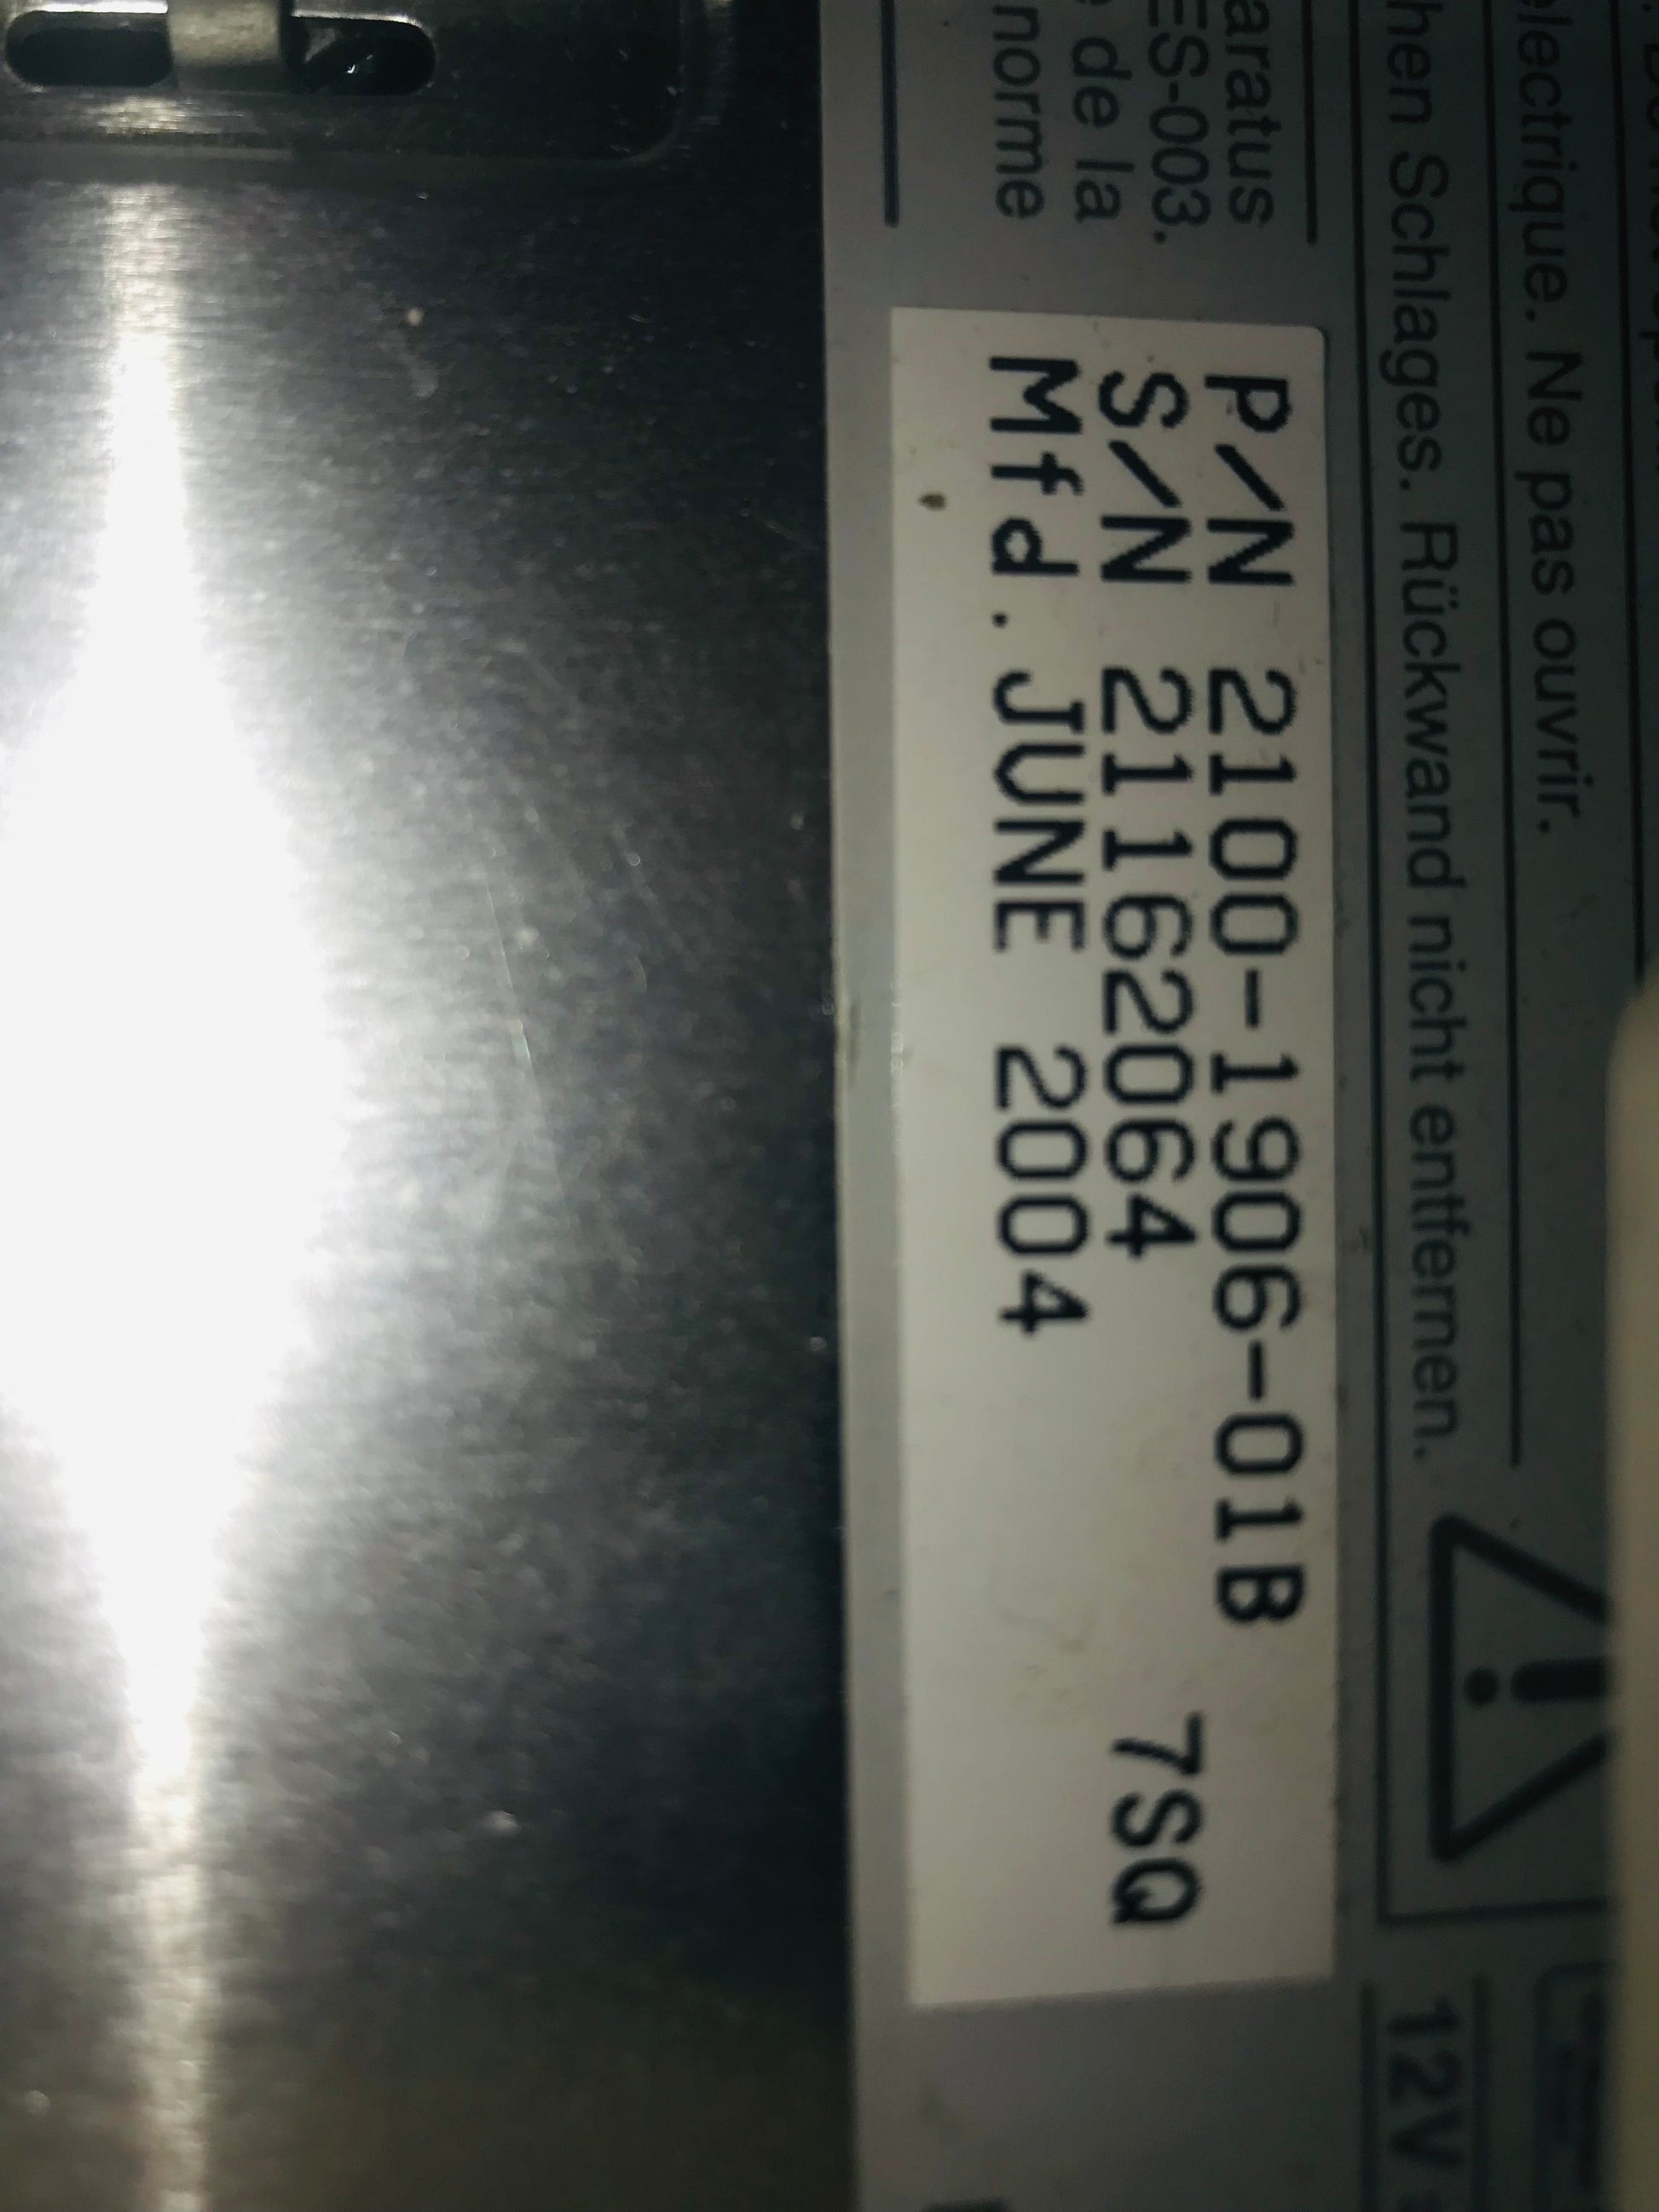 electrique. Ne pas ouvrir.
hen Schlages. Rückwand nicht entfernen.
12V
aratus
ES-003.
de la
norme
P/N 2100-1906-01B
S/N 21162064 7SQ
Mfd. JUNE 2004